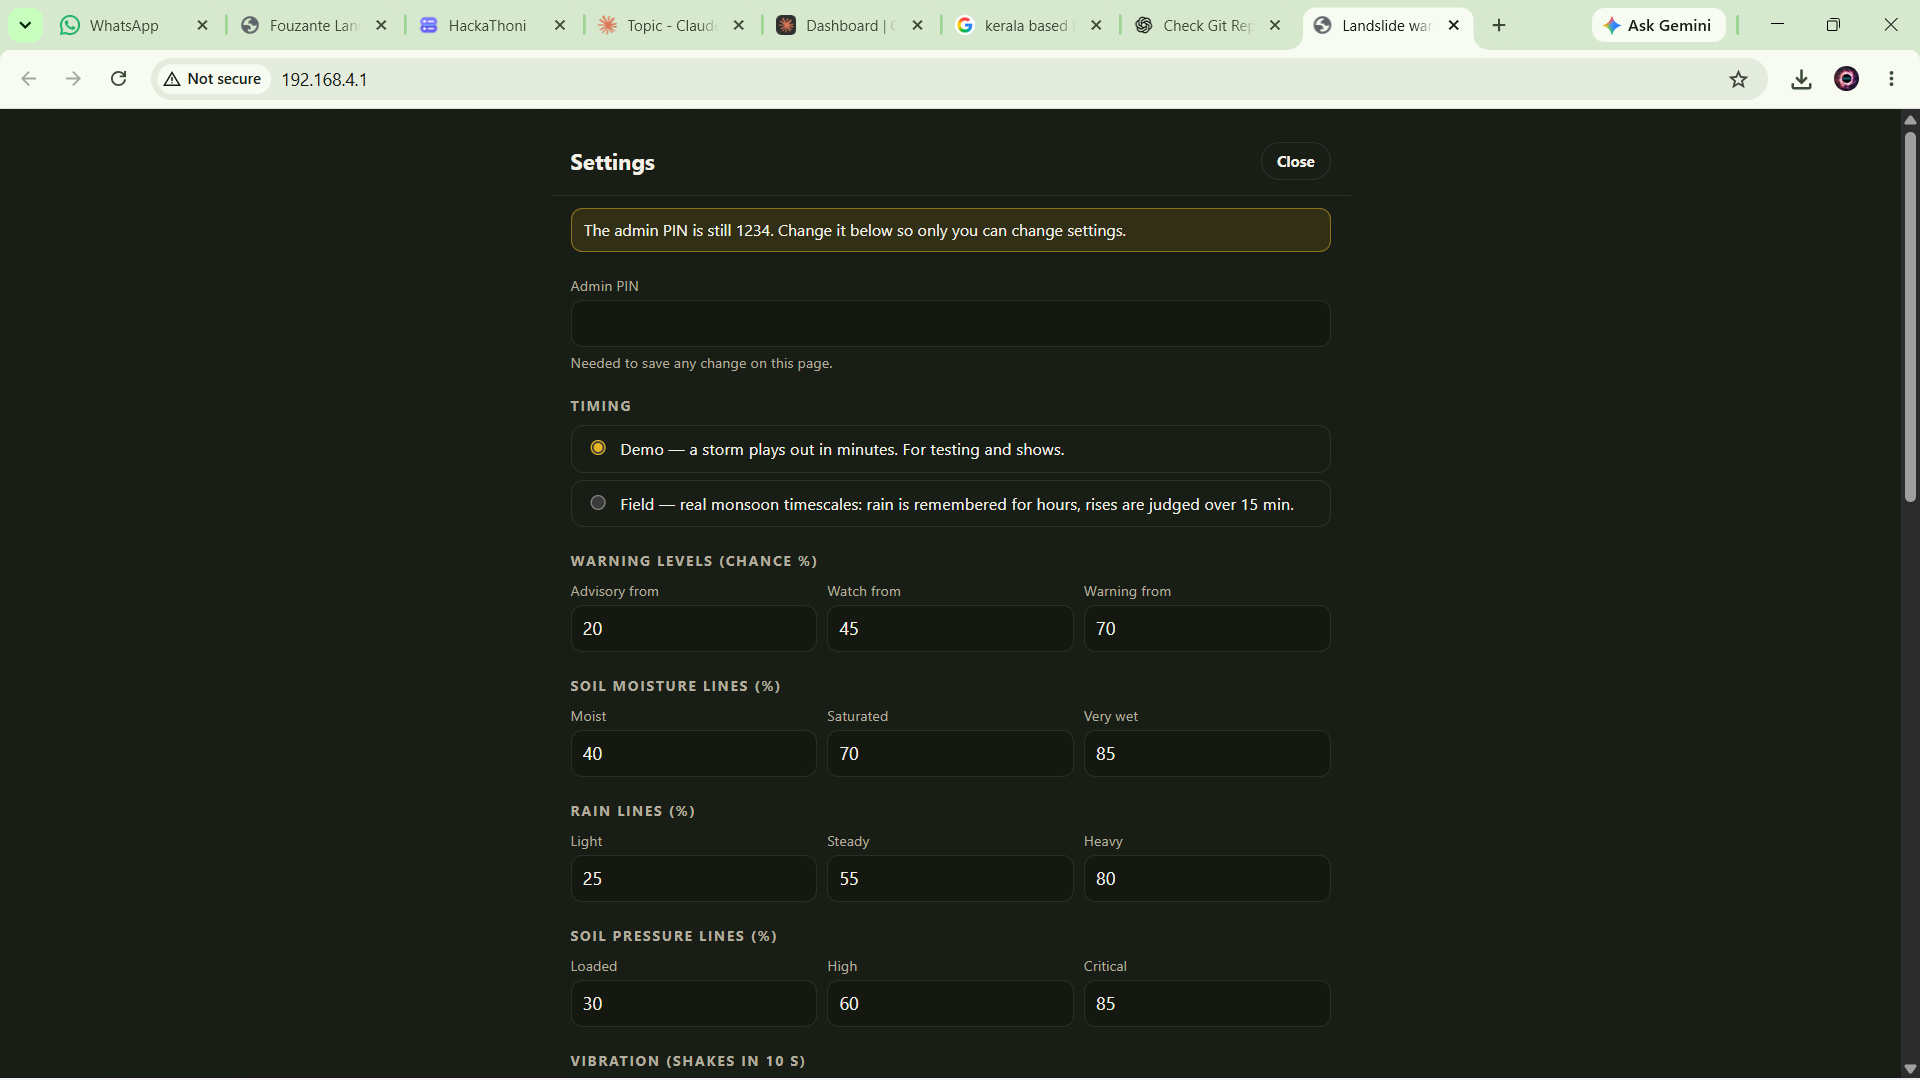 WhatsApp
Fouzante Lan
HackaThoni
Topic - Claud
Dashboard |
kerala based
Check Git Rep
Landslide war
Ask Gemini
Not secure
192.168.4.1
Settings
Close
The admin PIN is still 1234. Change it below so only you can change settings.
Admin PIN
Needed to save any change on this page.
TIMING
Demo — a storm plays out in minutes. For testing and shows.
Field — real monsoon timescales: rain is remembered for hours, rises are judged over 15 min.
WARNING LEVELS (CHANCE %)
Advisory from
Watch from
Warning from
20
45
70
SOIL MOISTURE LINES (%)
Moist
Saturated
Very wet
40
70
85
RAIN LINES (%)
Light
Steady
Heavy
25
55
80
SOIL PRESSURE LINES (%)
Loaded
High
Critical
30
60
85
VIBRATION (SHAKES IN 10 S)